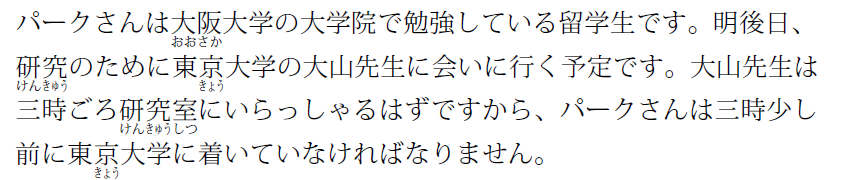 パークさんは大阪大学の大学院で勉強している留学生です。明後日、
おおさか
研究のために東京大学の大山先生に会いに行く予定です。大山先生は
けんきゅう きょう
三時ごろ研究室にいらっしゃるはずですから、パークさんは三時少し
けんきゅうしつ
前に東京大学に着いていなければなりません。
きょう